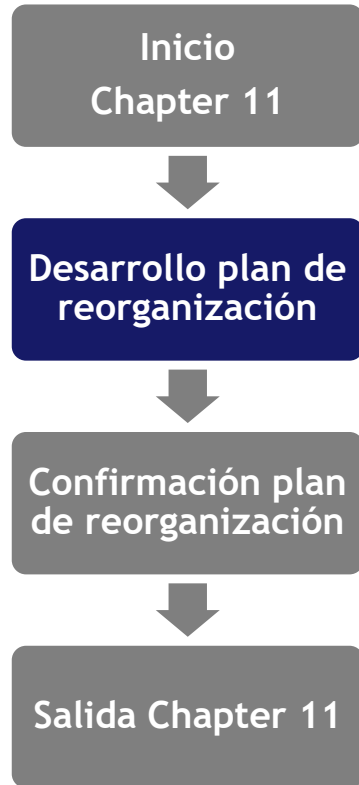 Inicio
Chapter 11
Desarrollo plan de
reorganización
Confirmación plan
de reorganización
Salida Chapter 11